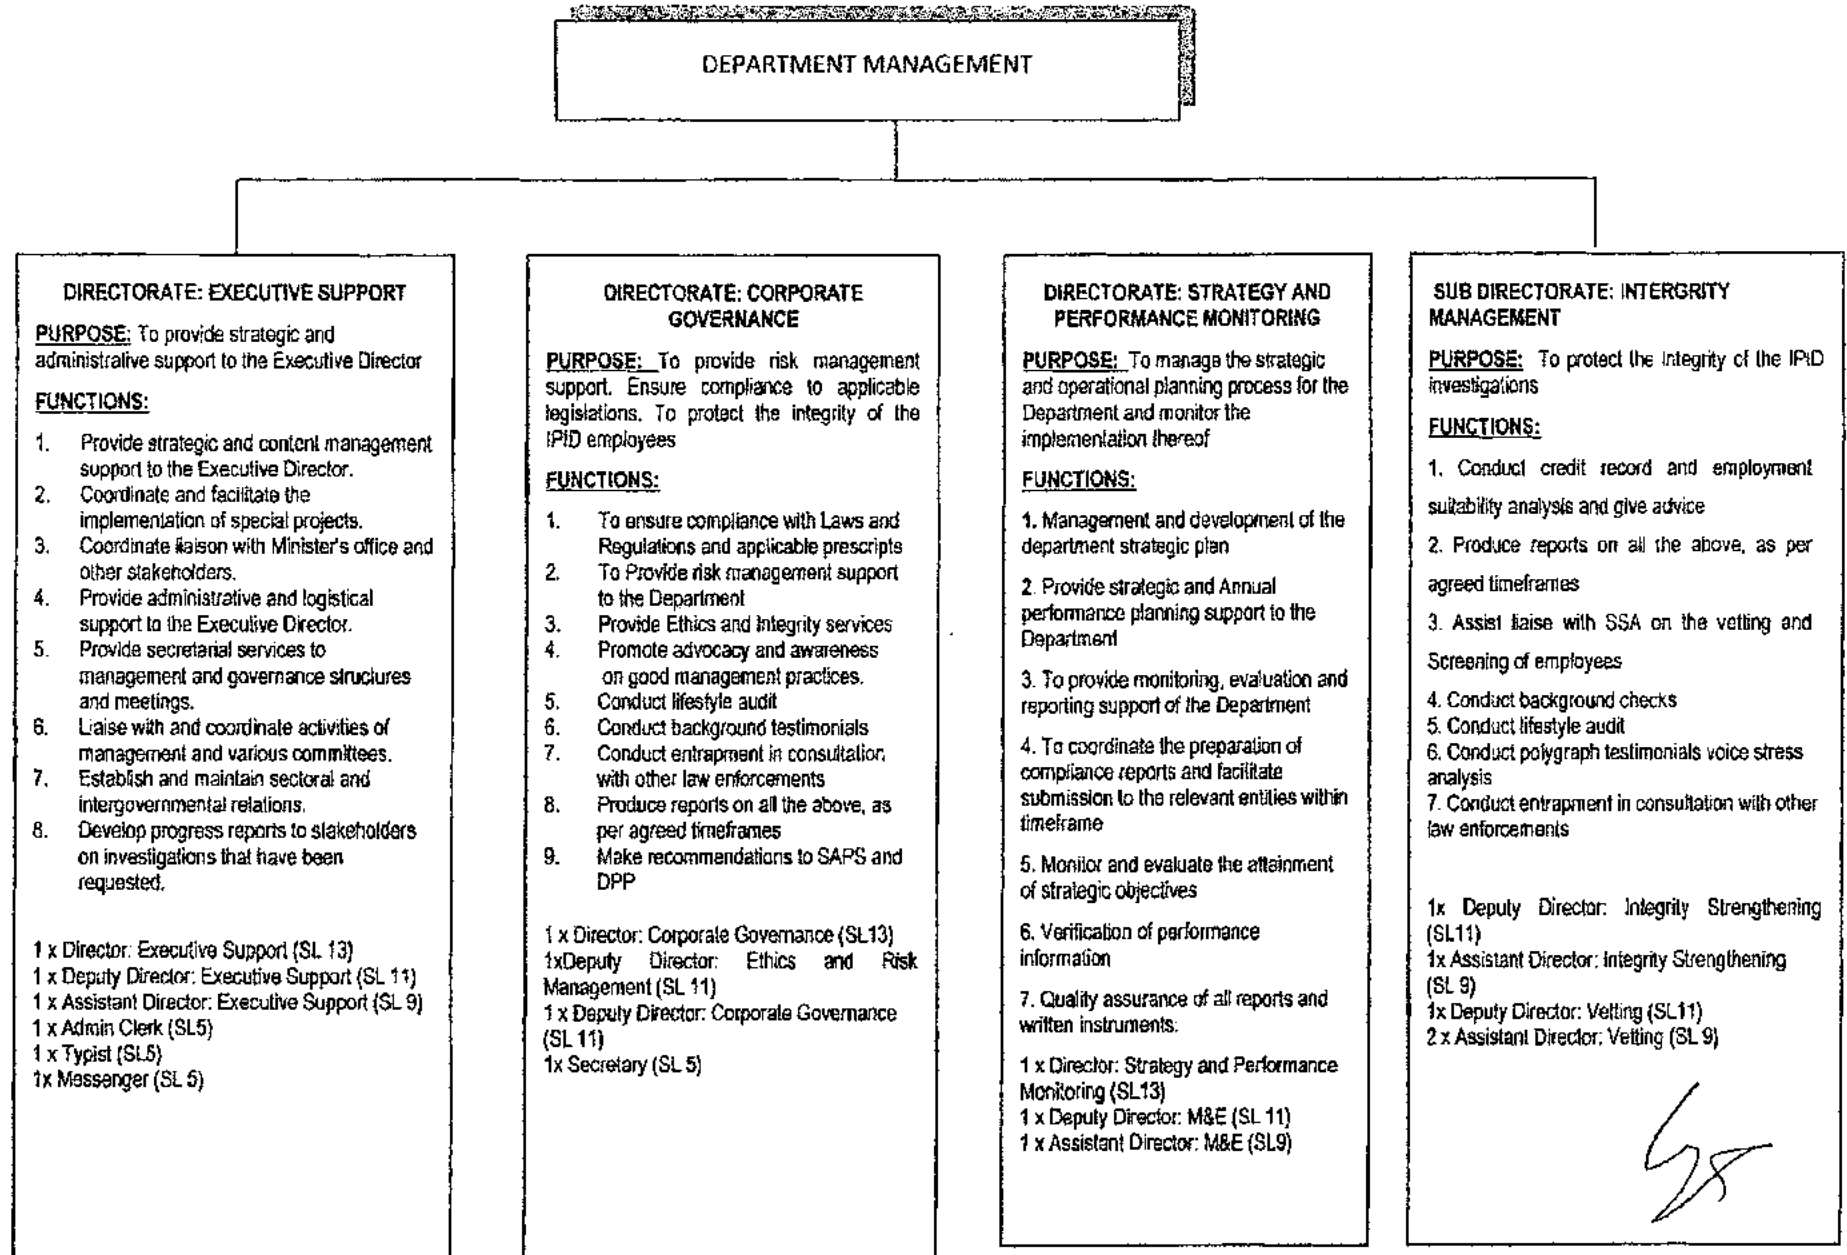 DEPARTMENT MANAGEMENT
DIRECTORATE: EXECUTIVE SUPPORT
PURPOSE: To provide strategic and
administrative support to the Executive Director
FUNCTIONS:
1. Provide strategic and content management
support to the Executive Director.
2. Coordinate and facilitate the
implementation of special projects.
3. Coordinate liaison with Minister's office and
other stakeholders.
4. Provide administrative and logistical
support to the Executive Director.
5. Provide secretarial services to
management and governance structures
and meetings.
6. Liaise with and coordinate activities of
management and various committees.
7. Establish and maintain sectoral and
intergovernmental relations.
8. Develop progress reports to stakeholders
on investigations that have been
requested.
1 x Director: Executive Support (SL 13)
1 x Deputy Director: Executive Support (SL 11)
1 x Assistant Director: Executive Support (SL 9)
1 x Admin Clerk (SL5)
1 x Typist (SL5)
1x Messenger (SL 5)
DIRECTORATE: CORPORATE
GOVERNANCE
PURPOSE: To provide risk management
support. Ensure compliance to applicable
legislations. To protect the integrity of the
IPID employees
FUNCTIONS:
1. To ensure compliance with Laws and
Regulations and applicable prescripts
2. To Provide risk management support
to the Department
3. Provide Ethics and Integrity services
4. Promote advocacy and awareness
on good management practices.
5. Conduct lifestyle audit
6. Conduct background testimonials
7. Conduct entrapment in consultation
with other law enforcements
8. Produce reports on all the above, as
per agreed timeframes
9. Make recommendations to SAPS and
DPP
1 x Director: Corporate Governance (SL13)
1xDeputy Director: Ethics and Risk
Management (SL 11)
1 x Deputy Director: Corporate Governance
(SL 11)
1x Secretary (SL 5)
DIRECTORATE: STRATEGY AND
PERFORMANCE MONITORING
PURPOSE: To manage the strategic
and operational planning process for the
Department and monitor the
implementation thereof
FUNCTIONS:
1. Management and development of the
department strategic plan
2. Provide strategic and Annual
performance planning support to the
Department
3. To provide monitoring, evaluation and
reporting support of the Department
4. To coordinate the preparation of
compliance reports and facilitate
submission to the relevant entities within
timeframe
5. Monitor and evaluate the attainment
of strategic objectives
6. Verification of performance
information
7. Quality assurance of all reports and
written instruments.
1 x Director: Strategy and Performance
Monitoring (SL13)
1 x Deputy Director: M&E (SL 11)
1 x Assistant Director: M&E (SL9)
SUB DIRECTORATE: INTERGRITY
MANAGEMENT
PURPOSE: To protect the Integrity of the IPID
investigations
FUNCTIONS:
1. Conduct credit record and employment
suitability analysis and give advice
2. Produce reports on all the above, as per
agreed timeframes
3. Assist liaise with SSA on the vetting and
Screening of employees
4. Conduct background checks
5. Conduct lifestyle audit
6. Conduct polygraph testimonials voice stress
analysis
7. Conduct entrapment in consultation with other
law enforcements
1x Deputy Director: Integrity Strengthening
(SL11)
1x Assistant Director: Integrity Strengthening
(SL 9)
1x Deputy Director: Vetting (SL11)
2 x Assistant Director: Vetting (SL 9)